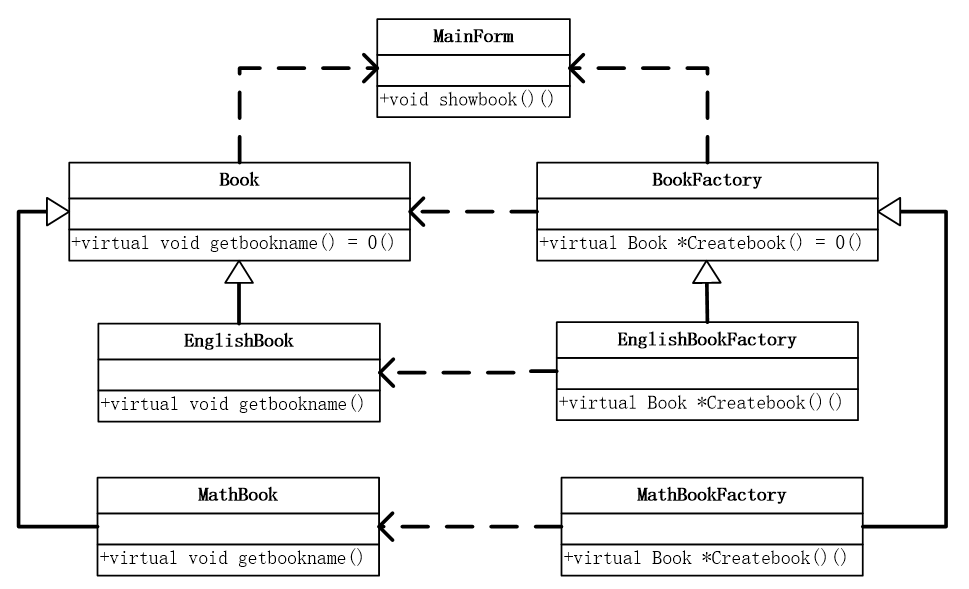 MainForm
+void showbook()()
Book
+virtual void getbookname() = 0()
BookFactory
+virtual Book *Createbook() = 0()
EnglishBook
+virtual void getbookname()
EnglishBookFactory
+virtual Book *Createbook()()
MathBook
+virtual void getbookname()
MathBookFactory
+virtual Book *Createbook()()